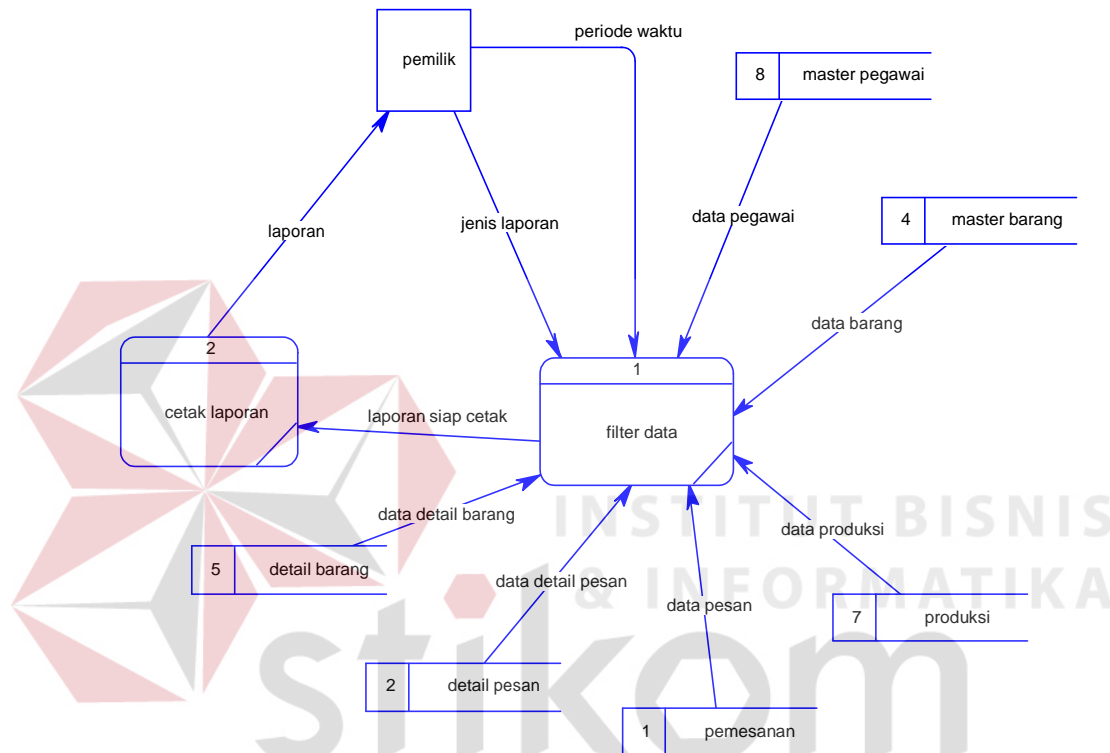 periode waktu
pemilik
8 master pegawai
4 master barang
data pegawai
jenis laporan
laporan
data barang
2
cetak laporan
1
filter data
laporan siap cetak
data detail barang
INSTITUT BISNIS
data produksi
5 detail barang
data detail pesan
& INFORMATIKA
data pesan
7 produksi
stikom
2 detail pesan
1 pemesanan